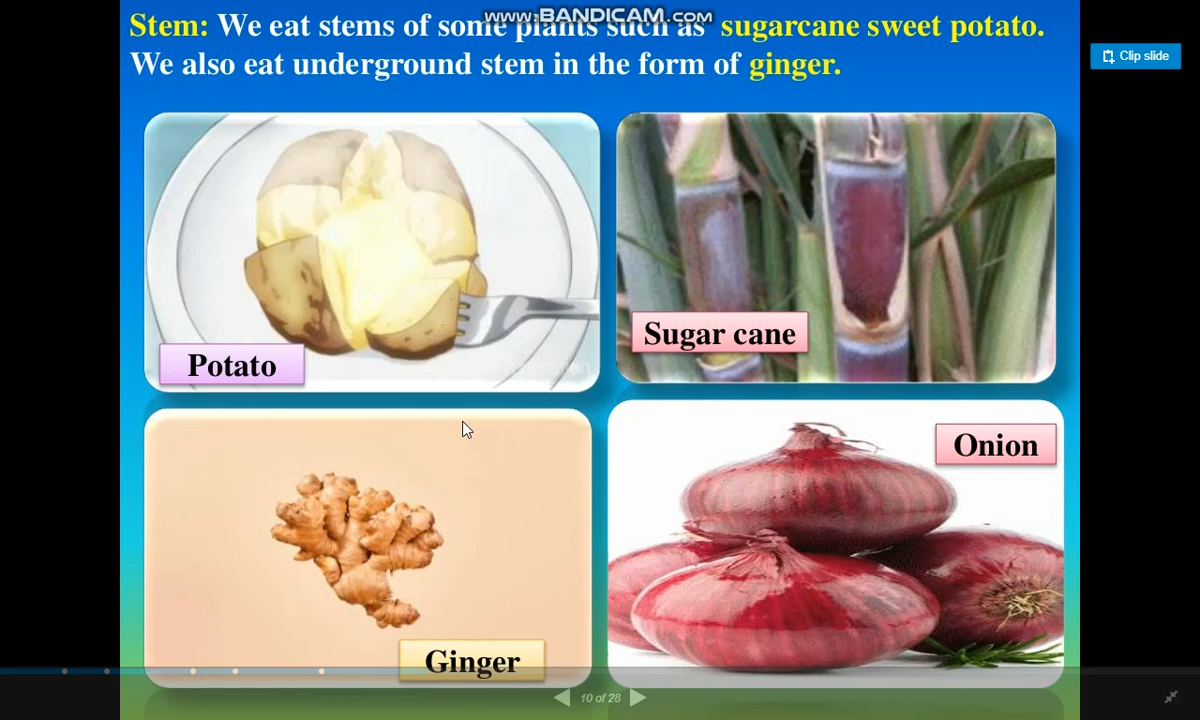 www.BANDICAM.com
Stem: We eat stems of some plants such as sugarcane sweet potato.
We also eat underground stem in the form of ginger.
Clip slide
Potato
Sugar cane
Onion
Ginger
10 of 28